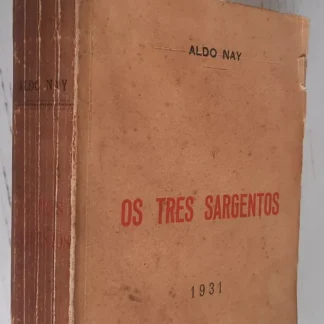 ALDO NAY
OS TRES SARGENTOS
1931
ALDO NAY